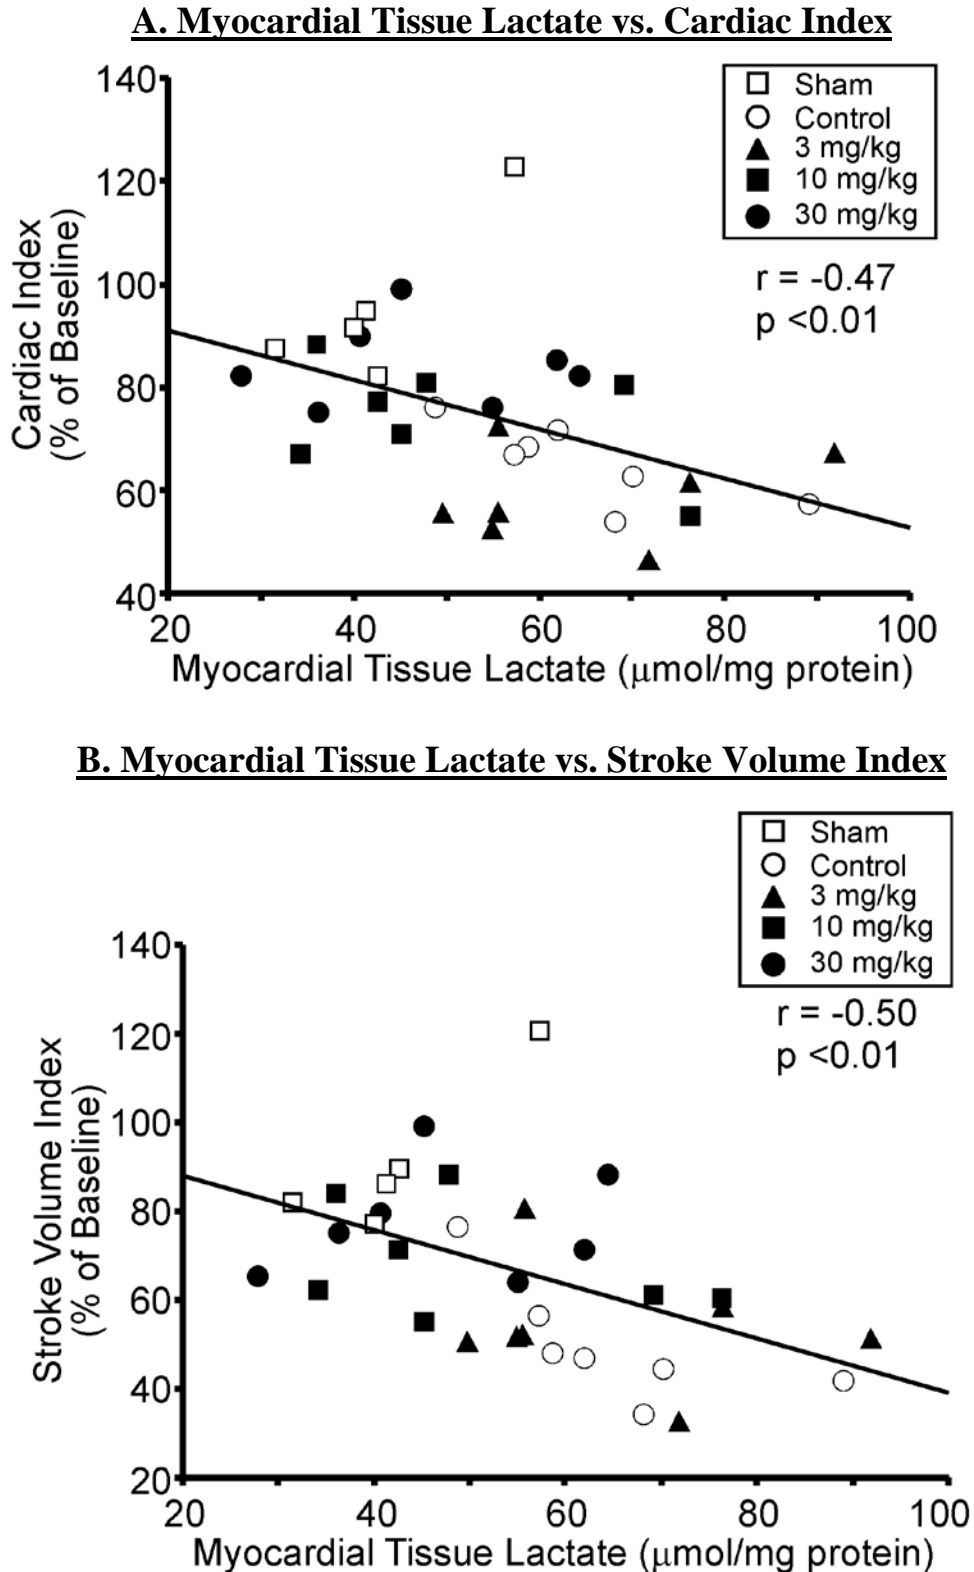 A. Myocardial Tissue Lactate vs. Cardiac Index
140
120
100
80
60
40
Cardiac Index
(% of Baseline)
Sham
Control
3 mg/kg
10 mg/kg
30 mg/kg
r = -0.47
p <0.01
20 40 60 80 100
Myocardial Tissue Lactate (μmol/mg protein)
B. Myocardial Tissue Lactate vs. Stroke Volume Index
Sham
Control
3 mg/kg
10 mg/kg
30 mg/kg
r = -0.50
p <0.01
140
120
100
80
60
40
20
Stroke Volume Index
(% of Baseline)
20 40 60 80 100
Myocardial Tissue Lactate (μmol/mg protein)